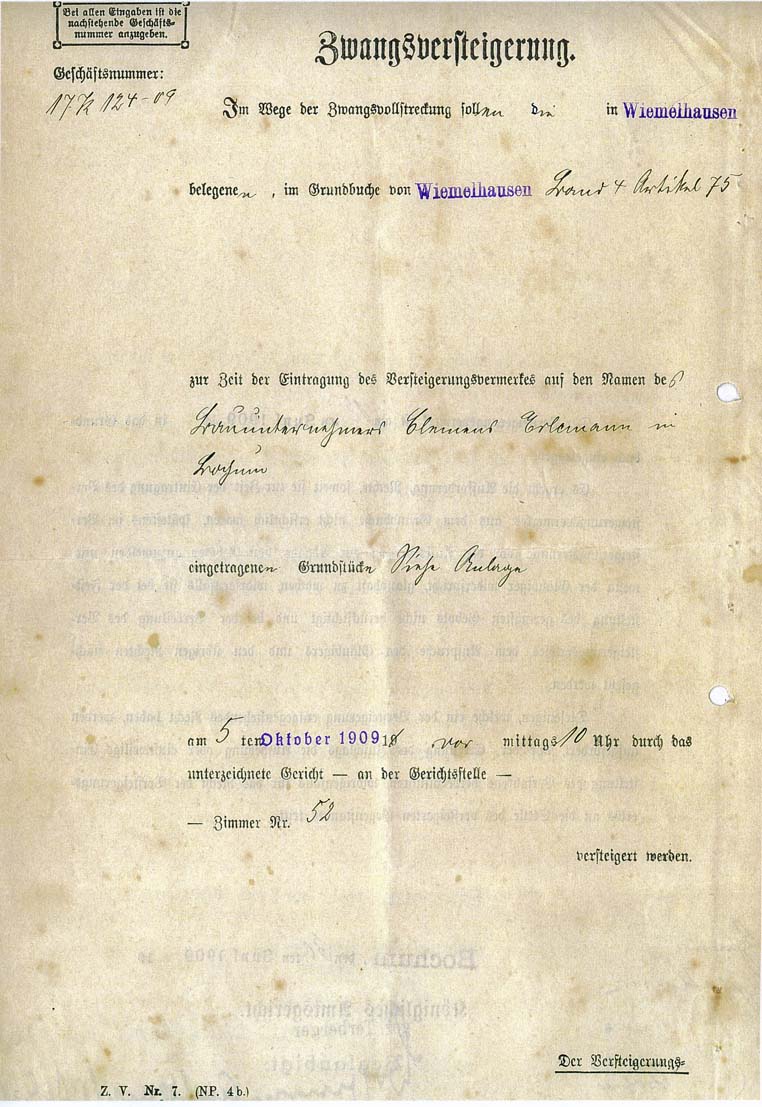 Bei allen Eingaben ist die
nachstehende Geschäfts-
nummer anzugeben.
Zwangsversteigerung.
Geschäftsnummer:
17 K 124-09
Im Wege der Zwangsvollstreckung sollen die in Wiemelhausen
belegenen, im Grundbuche von Wiemelhausen Band 4 Artikel 75
zur Zeit der Eintragung des Versteigerungsvermerkes auf den Namen des
Bauunternehmers Clemens Erlemann in
Bochum
eingetragenen Grundstücke Siehe Anlage
am 5 ten Oktober 1909 vor mittags 10 Uhr durch das
unterzeichnete Gericht — an der Gerichtsstelle —
— Zimmer Nr. 52
versteigert werden.
Der Versteigerungs-
Z. V. Nr. 7. (NP. 4b.)